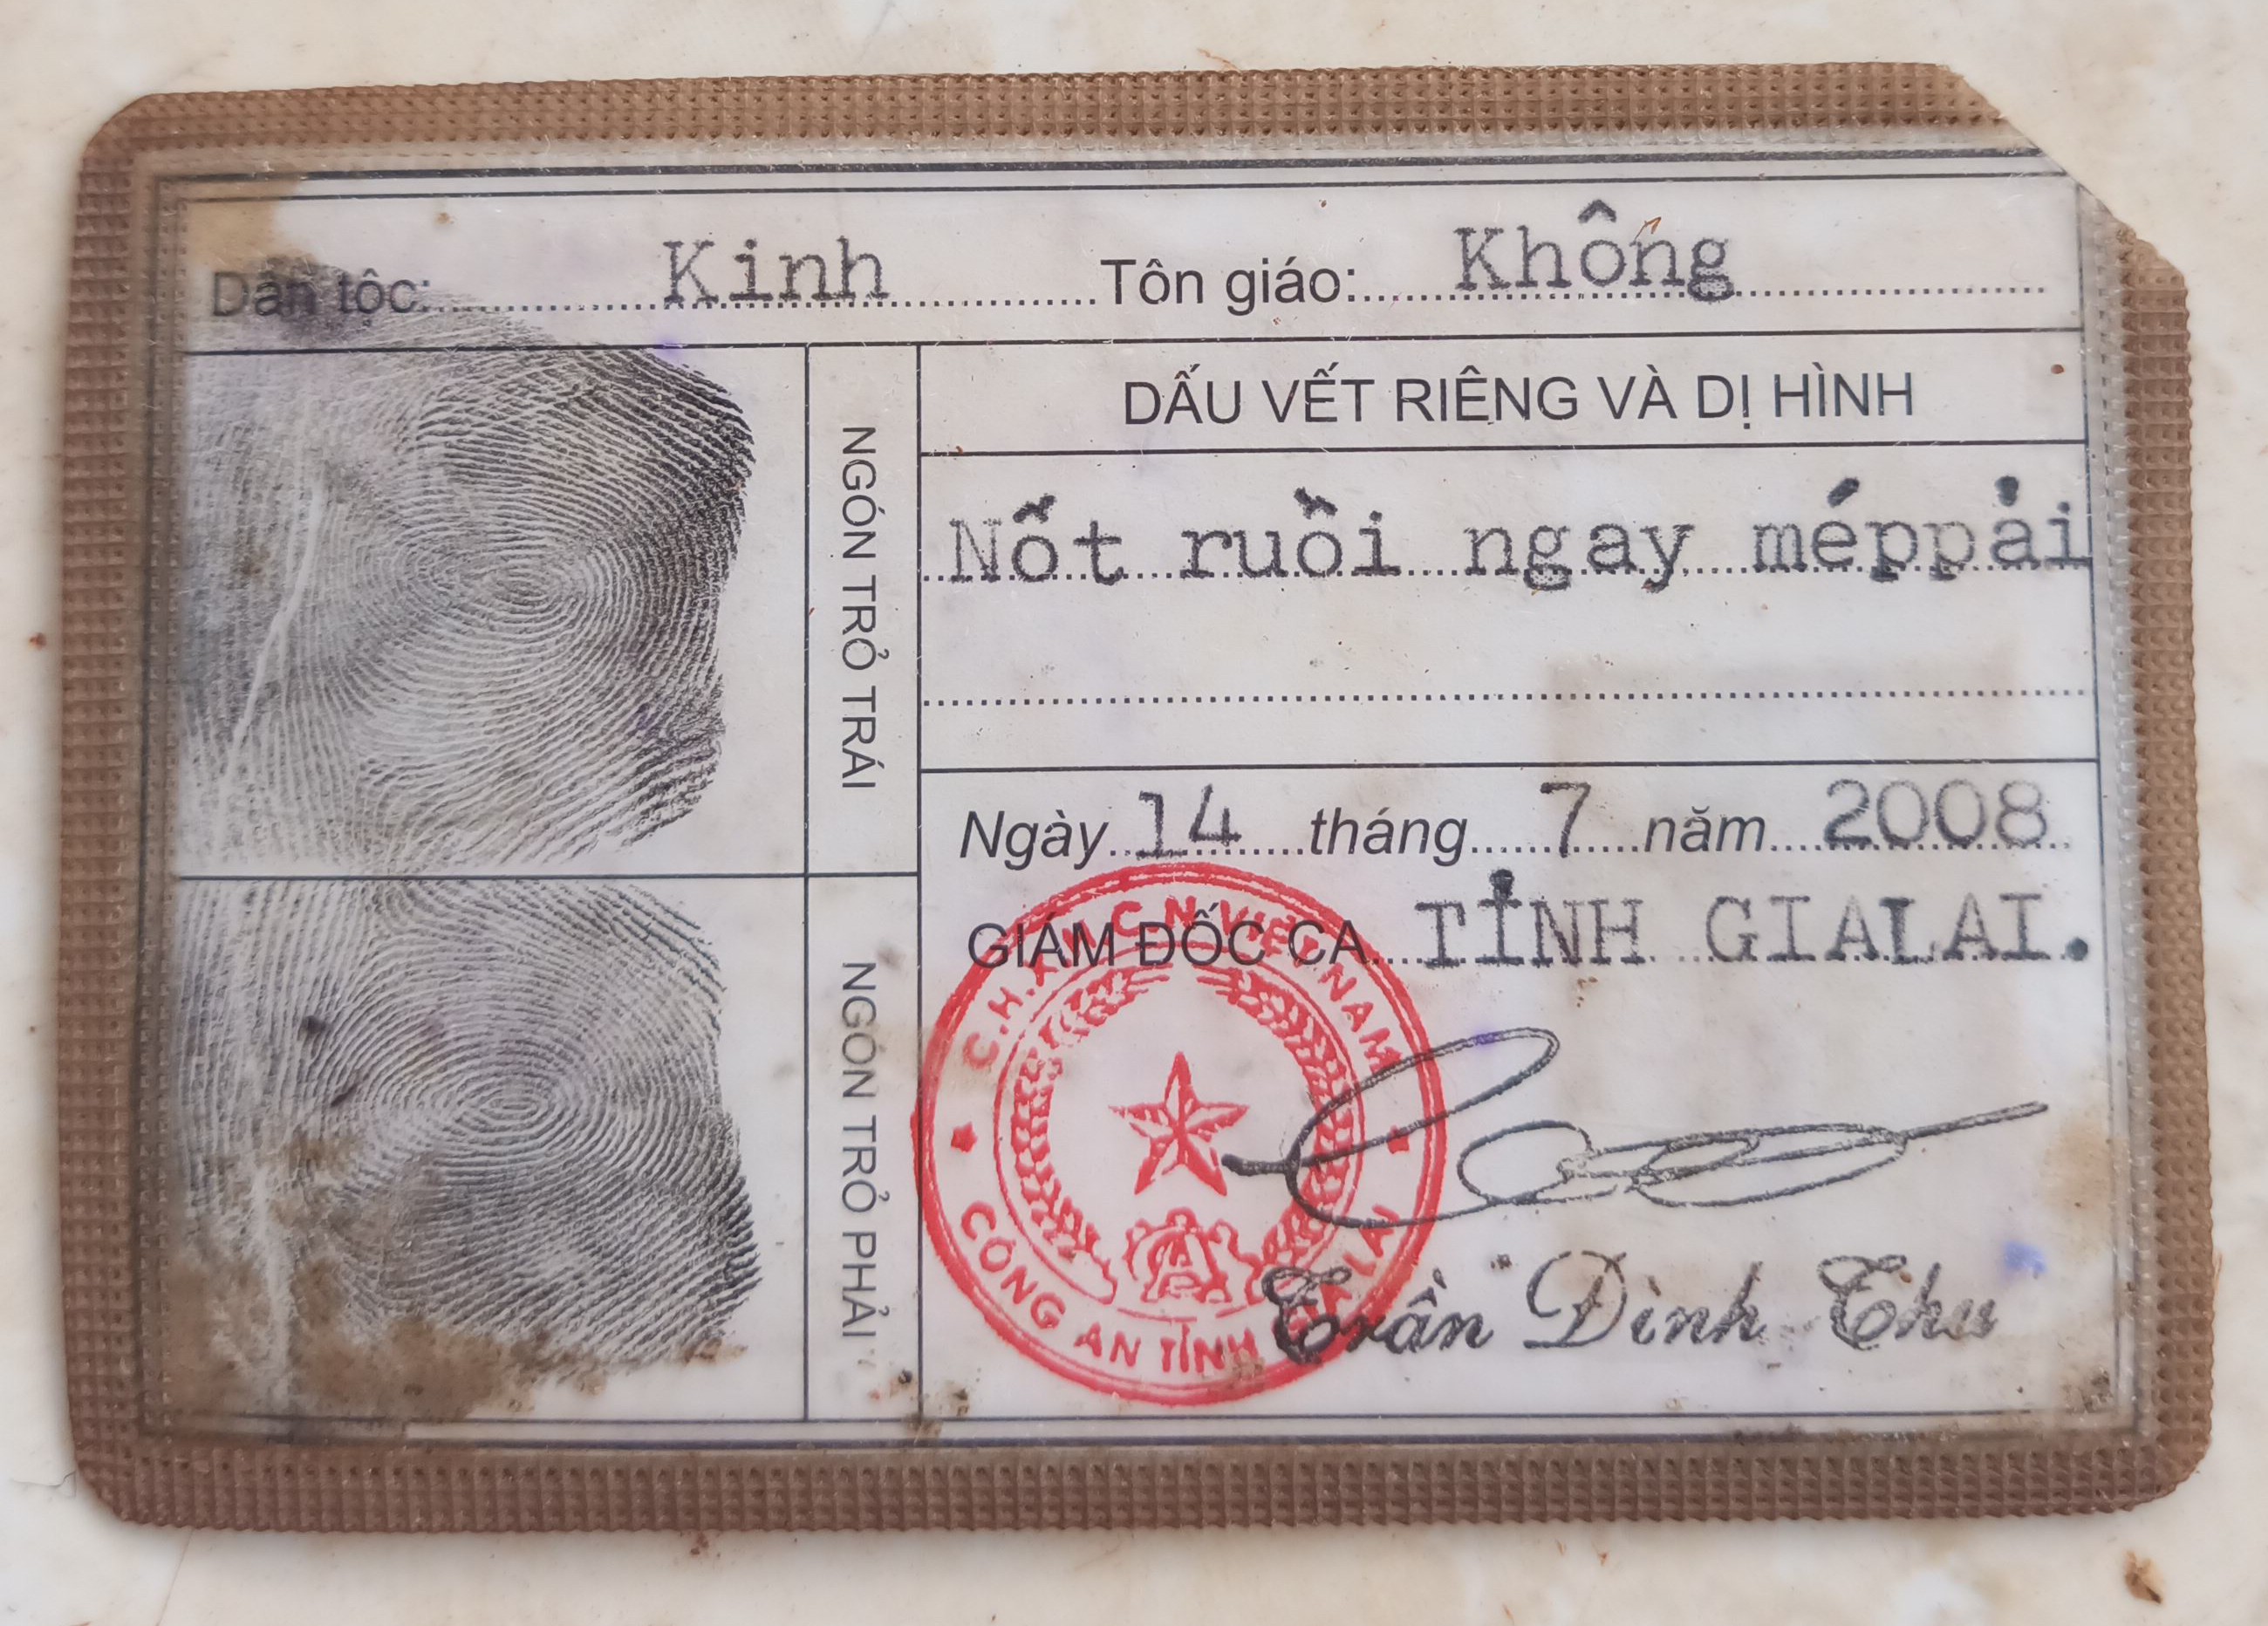 Dân tộc: Kinh Tôn giáo: Không
NGÓN TRỎ TRÁI
DẤU VẾT RIÊNG VÀ DỊ HÌNH
Nốt ruồi ngay méppải
Ngày 14 tháng 7 năm 2008
GIÁM ĐỐC CA TỈNH GIALAI.
NGÓN TRỎ PHẢI
C.H.X.H.C.N VIỆT NAM
CÔNG AN TỈNH GIA LAI
Trần Đình Thu